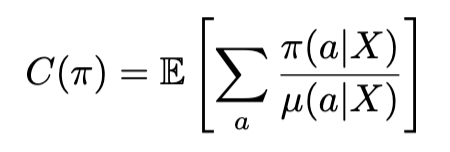 C(π) = 𝔼 [ ∑_a π(a|X) / μ(a|X) ]